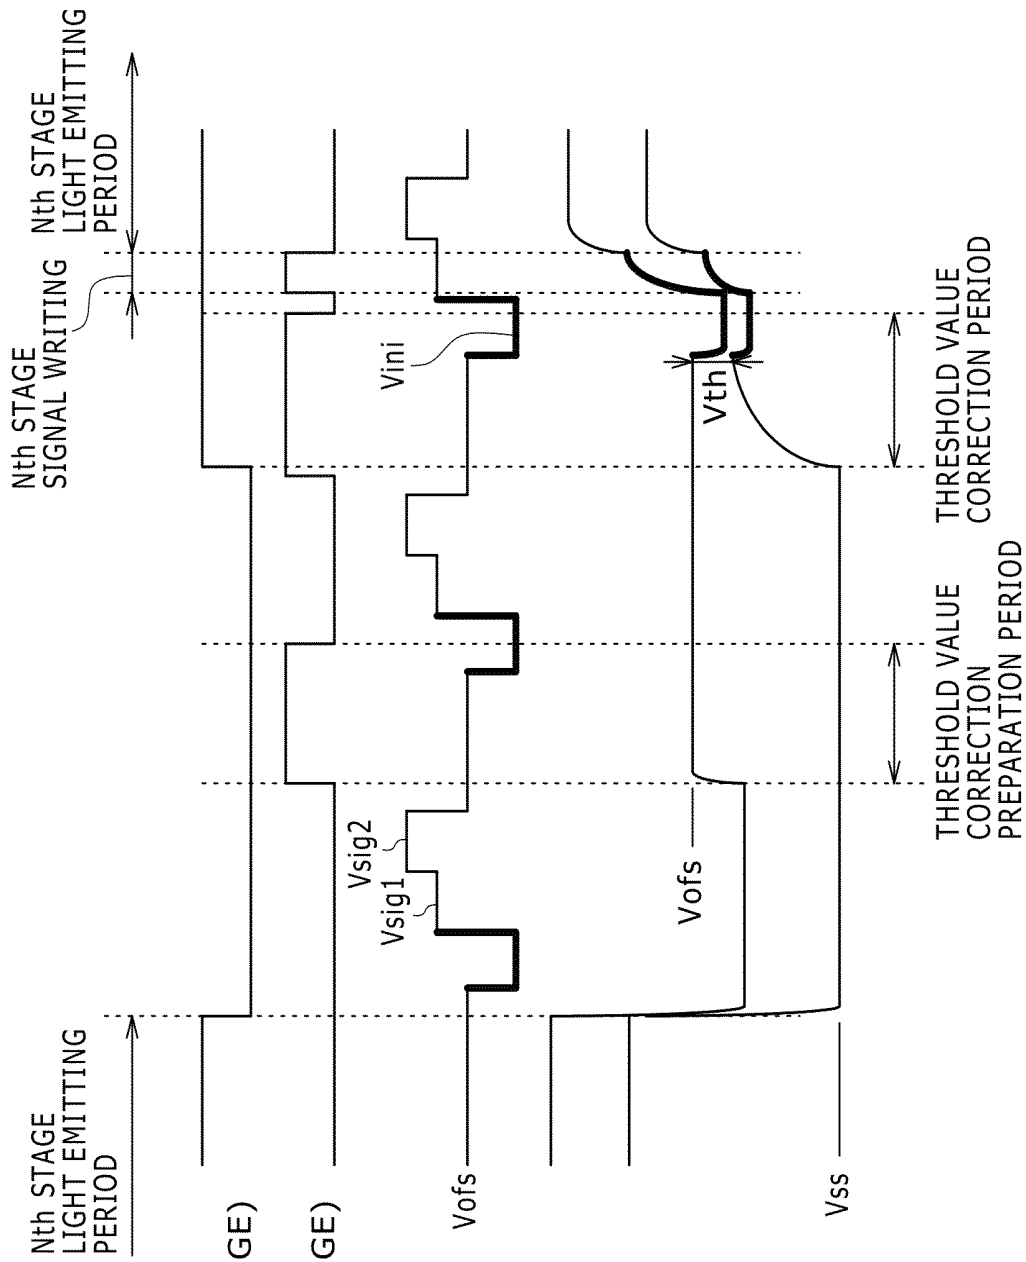 Nth STAGE
LIGHT EMITTING
PERIOD
Nth STAGE
SIGNAL WRITING
Nth STAGE
LIGHT EMITTING
PERIOD
GE)
GE)
Vofs
Vsig1
Vsig2
Vini
Vofs
Vth
Vss
THRESHOLD VALUE
CORRECTION
PREPARATION PERIOD
THRESHOLD VALUE
CORRECTION PERIOD